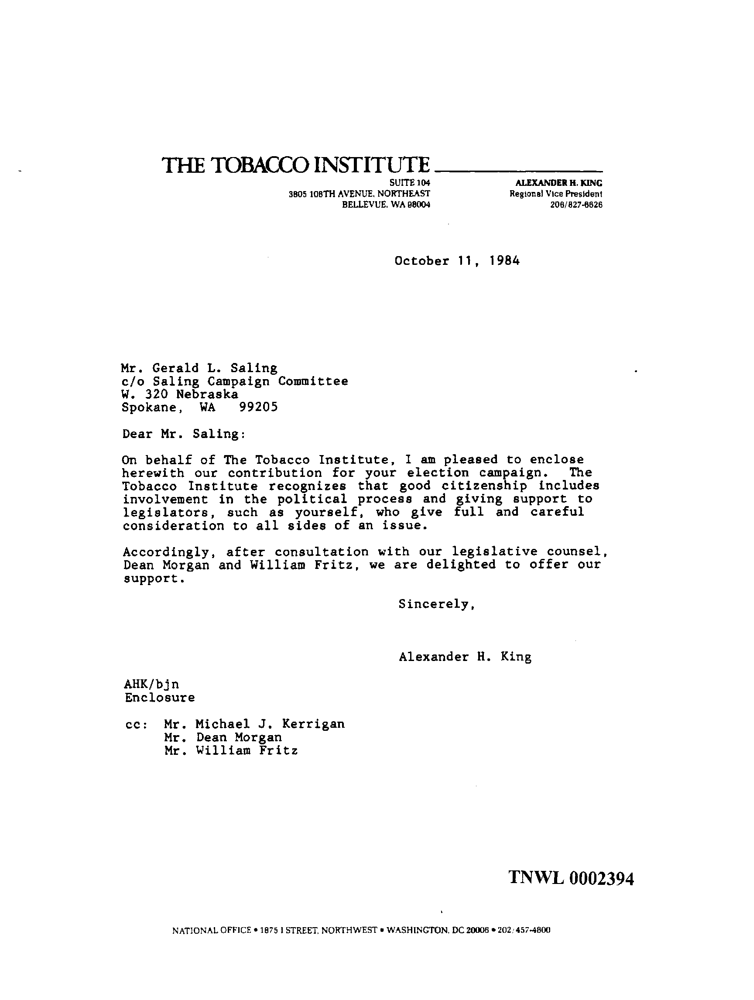 THE TOBACCO INSTITUTE
SUITE 104
3805 108TH AVENUE, NORTHEAST
BELLEVUE, WA 98004
ALEXANDER H. KING
Regional Vice President
206/827-6626
October 11, 1984
Mr. Gerald L. Saling
c/o Saling Campaign Committee
W. 320 Nebraska
Spokane, WA 99205
Dear Mr. Saling:
On behalf of The Tobacco Institute, I am pleased to enclose
herewith our contribution for your election campaign. The
Tobacco Institute recognizes that good citizenship includes
involvement in the political process and giving support to
legislators, such as yourself, who give full and careful
consideration to all sides of an issue.
Accordingly, after consultation with our legislative counsel,
Dean Morgan and William Fritz, we are delighted to offer our
support.
Sincerely,
Alexander H. King
AHK/bjn
Enclosure
cc: Mr. Michael J. Kerrigan
Mr. Dean Morgan
Mr. William Fritz
TNWL 0002394
NATIONAL OFFICE • 1875 I STREET, NORTHWEST • WASHINGTON, DC 20006 • 202/457-4800